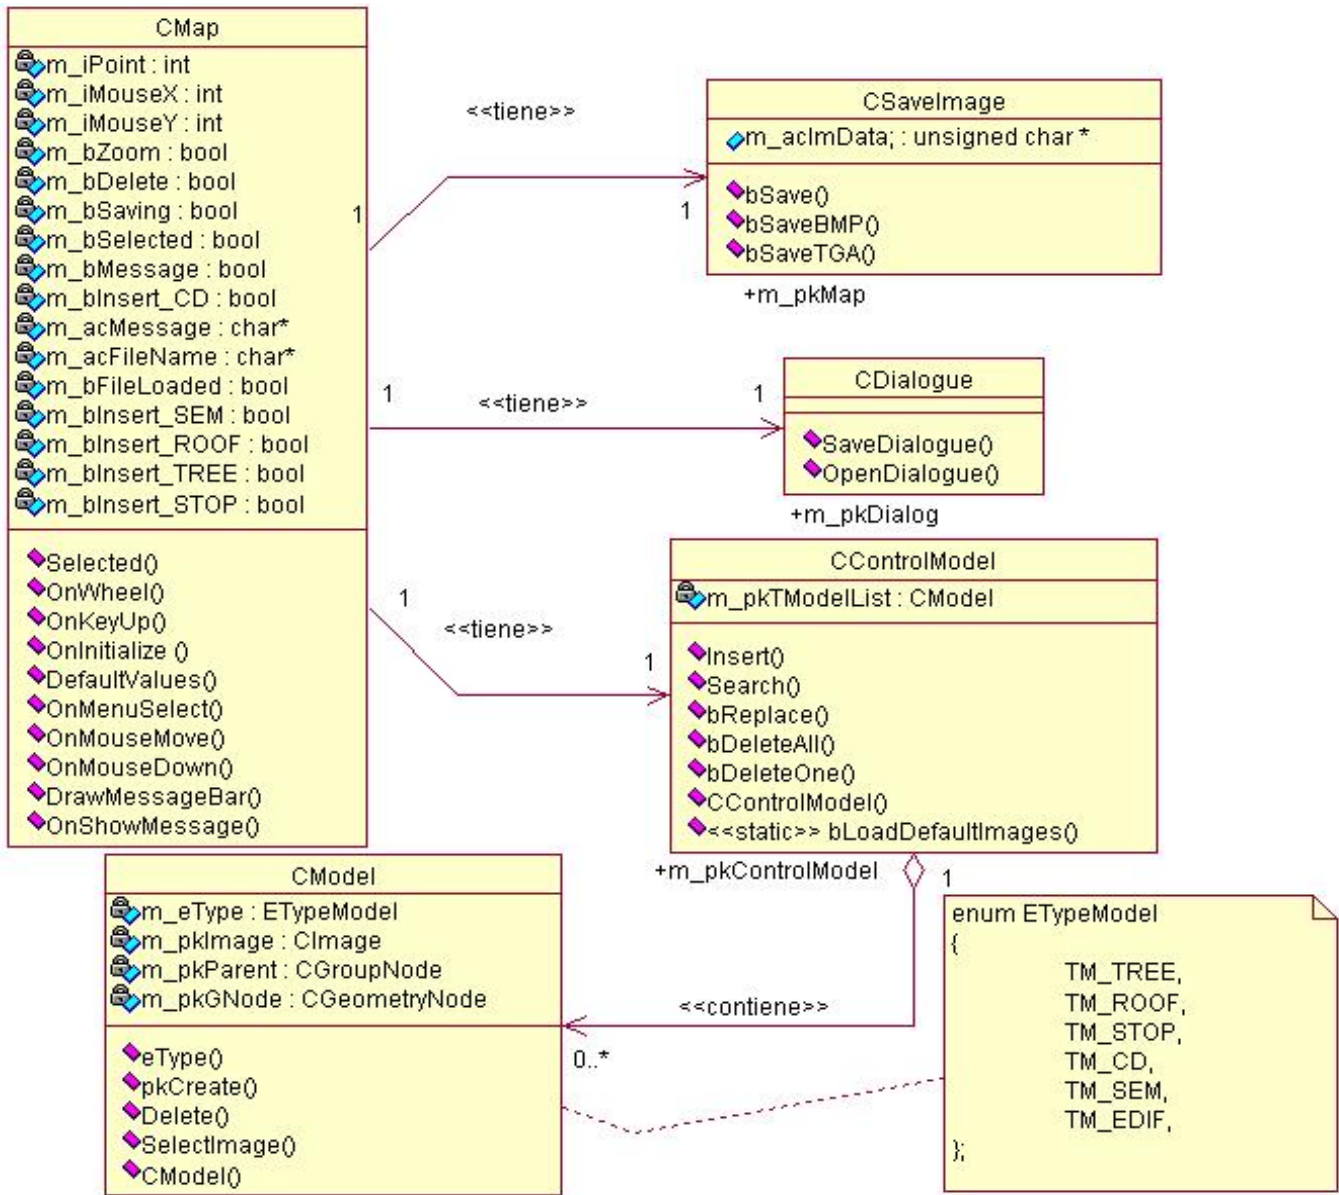 CMap
m_iPoint : int
m_iMouseX : int
m_iMouseY : int
m_bZoom : bool
m_bDelete : bool
m_bSaving : bool
m_bSelected : bool
m_bMessage : bool
m_bInsert_CD : bool
m_acMessage : char*
m_acFileName : char*
m_bFileLoaded : bool
m_bInsert_SEM : bool
m_bInsert_ROOF : bool
m_bInsert_TREE : bool
m_bInsert_STOP : bool
Selected()
OnWheel()
OnKeyUp()
OnInitialize ()
DefaultValues()
OnMenuSelect()
OnMouseMove()
OnMouseDown()
DrawMessageBar()
OnShowMessage()
<<tiene>>
1
1
CSaveImage
m_acImData; : unsigned char *
bSave()
bSaveBMP()
bSaveTGA()
+m_pkMap
1
<<tiene>>
1
CDialogue
SaveDialogue()
OpenDialogue()
+m_pkDialog
1
<<tiene>>
1
CControlModel
m_pkTModelList : CModel
Insert()
Search()
bReplace()
bDeleteAll()
bDeleteOne()
CControlModel()
<<static>> bLoadDefaultImages()
+m_pkControlModel
1
<<contiene>>
0..*
CModel
m_eType : ETypeModel
m_pkImage : CImage
m_pkParent : CGroupNode
m_pkGNode : CGeometryNode
eType()
pkCreate()
Delete()
SelectImage()
CModel()
enum ETypeModel
{
TM_TREE,
TM_ROOF,
TM_STOP,
TM_CD,
TM_SEM,
TM_EDIF,
};